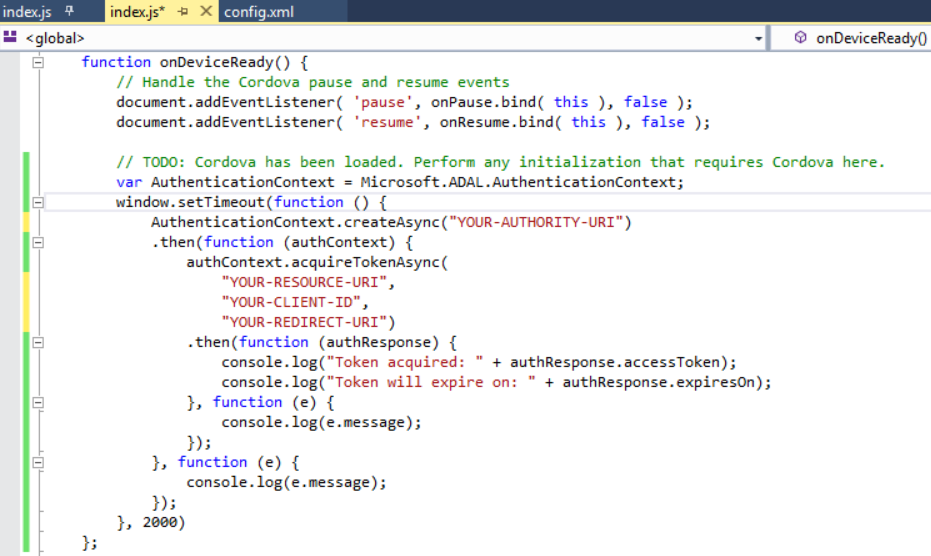 index.js
index.js*
config.xml
<global>
onDeviceReady()
function onDeviceReady() {
// Handle the Cordova pause and resume events
document.addEventListener( 'pause', onPause.bind( this ), false );
document.addEventListener( 'resume', onResume.bind( this ), false );
// TODO: Cordova has been loaded. Perform any initialization that requires Cordova here.
var AuthenticationContext = Microsoft.ADAL.AuthenticationContext;
window.setTimeout(function () {
AuthenticationContext.createAsync("YOUR-AUTHORITY-URI")
.then(function (authContext) {
authContext.acquireTokenAsync(
"YOUR-RESOURCE-URI",
"YOUR-CLIENT-ID",
"YOUR-REDIRECT-URI")
.then(function (authResponse) {
console.log("Token acquired: " + authResponse.accessToken);
console.log("Token will expire on: " + authResponse.expiresOn);
}, function (e) {
console.log(e.message);
});
}, function (e) {
console.log(e.message);
});
}, 2000)
};